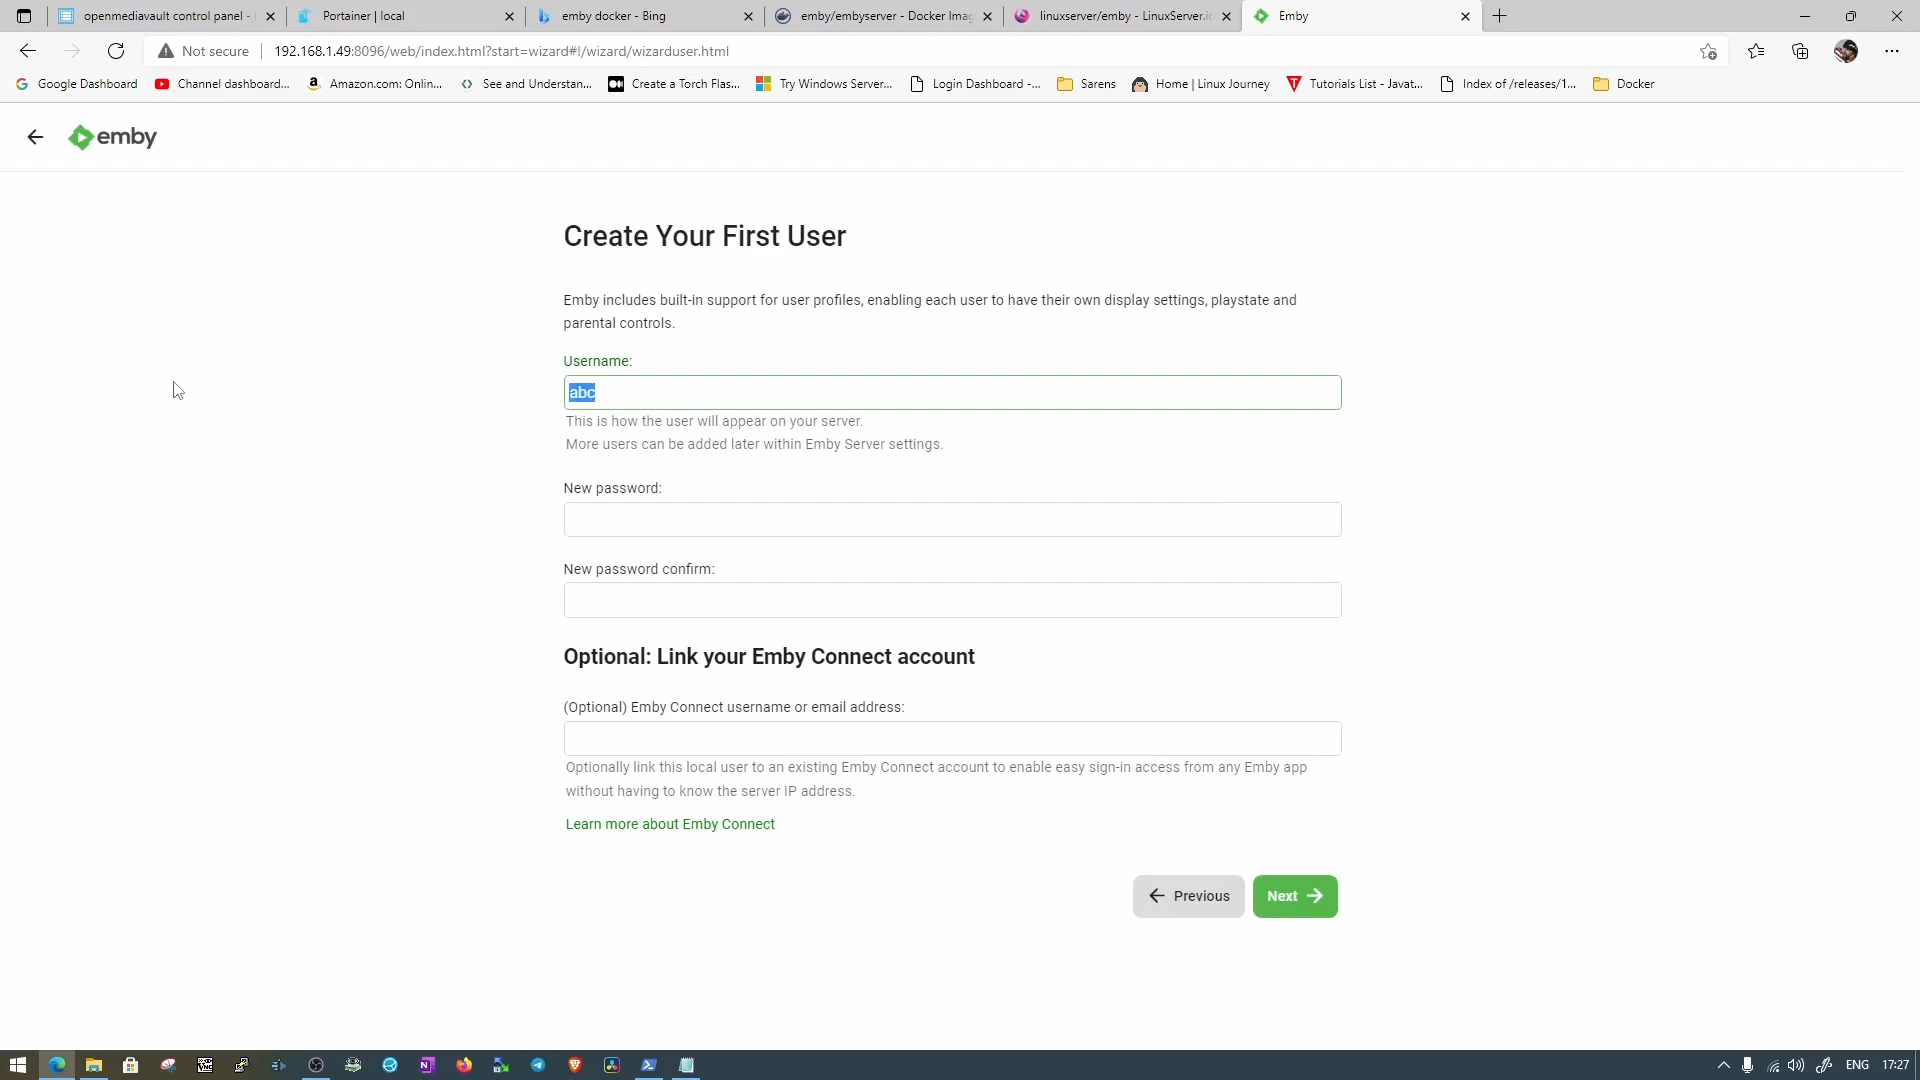 openmediavault control panel -
Portainer | local
emby docker - Bing
emby/embyserver - Docker Imag
linuxserver/emby - LinuxServer.io
Emby
Not secure
192.168.1.49:8096/web/index.html?start=wizard#!/wizard/wizarduser.html
Google Dashboard
Channel dashboard...
Amazon.com: Onlin...
See and Understan...
Create a Torch Flas...
Try Windows Server...
Login Dashboard -...
Sarens
Home | Linux Journey
Tutorials List - Javat...
Index of /releases/1...
Docker
emby
Create Your First User
Emby includes built-in support for user profiles, enabling each user to have their own display settings, playstate and
parental controls.
Username:
abc
This is how the user will appear on your server.
More users can be added later within Emby Server settings.
New password:
New password confirm:
Optional: Link your Emby Connect account
(Optional) Emby Connect username or email address:
Optionally link this local user to an existing Emby Connect account to enable easy sign-in access from any Emby app
without having to know the server IP address.
Learn more about Emby Connect
Previous
Next
ENG
17:27